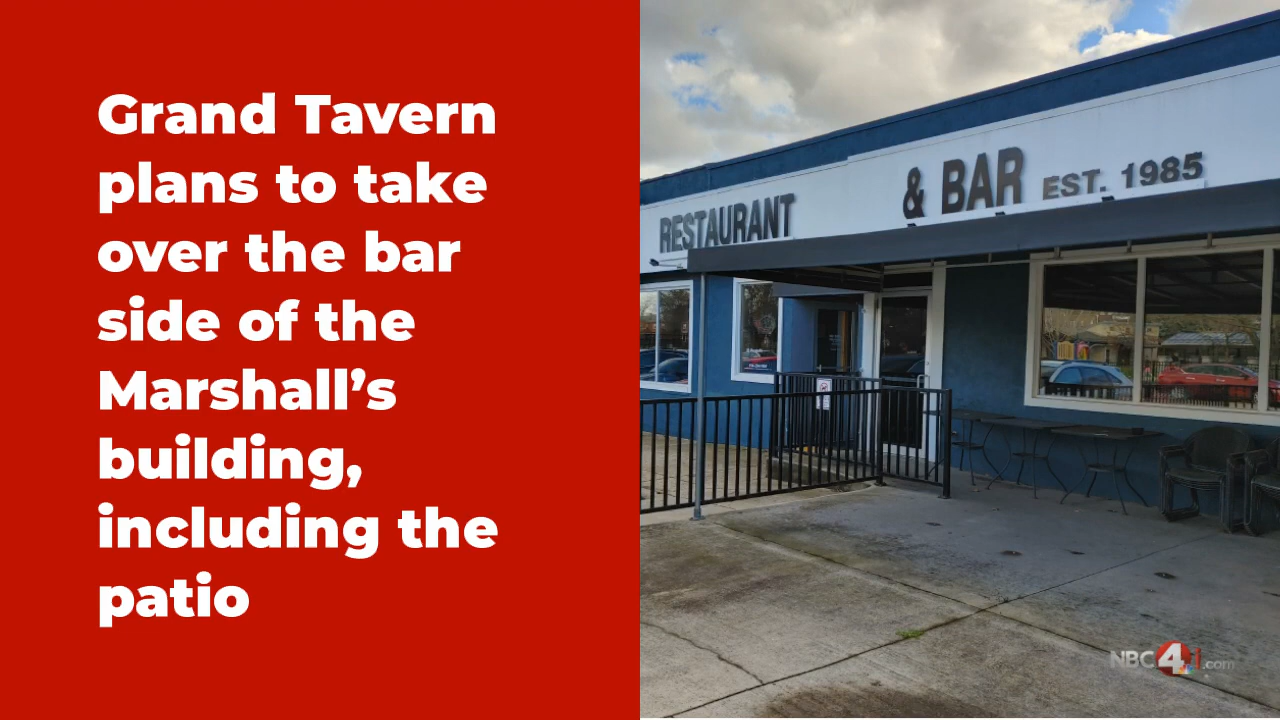 Grand Tavern
plans to take
over the bar
side of the
Marshall’s
building,
including the
patio
RESTAURANT
& BAR EST. 1985
NBC4i.com